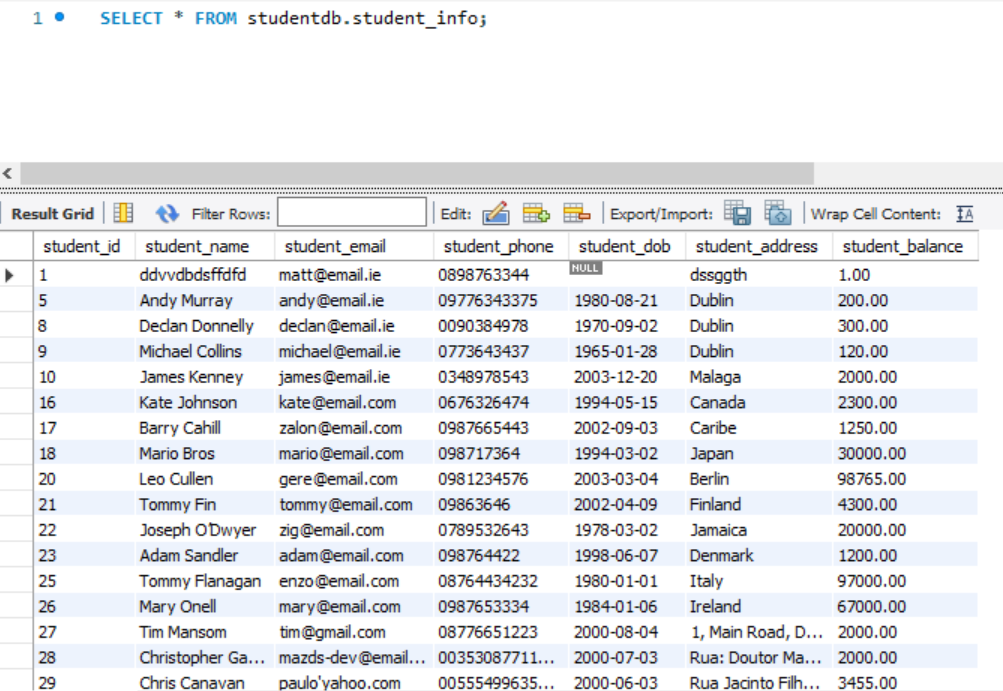 1 SELECT * FROM studentdb.student_info;
Result Grid Filter Rows: Edit: Export/Import: Wrap Cell Content: IA
student_id student_name student_email student_phone student_dob student_address student_balance
1 ddvvdbdsffdfd matt@email.ie 0898763344 NULL dssggth 1.00
5 Andy Murray andy@email.ie 09776343375 1980-08-21 Dublin 200.00
8 Declan Donnelly declan@email.ie 0090384978 1970-09-02 Dublin 300.00
9 Michael Collins michael@email.ie 0773643437 1965-01-28 Dublin 120.00
10 James Kenney james@email.ie 0348978543 2003-12-20 Malaga 2000.00
16 Kate Johnson kate@email.com 0676326474 1994-05-15 Canada 2300.00
17 Barry Cahill zalon@email.com 0987665443 2002-09-03 Caribe 1250.00
18 Mario Bros mario@email.com 098717364 1994-03-02 Japan 30000.00
20 Leo Cullen gere@email.com 0981234576 2003-03-04 Berlin 98765.00
21 Tommy Fin tommy@email.com 09863646 2002-04-09 Finland 4300.00
22 Joseph O'Dwyer zig@email.com 0789532643 1978-03-02 Jamaica 20000.00
23 Adam Sandler adam@email.com 098764422 1998-06-07 Denmark 1200.00
25 Tommy Flanagan enzo@email.com 08764434232 1980-01-01 Italy 97000.00
26 Mary Onell mary@email.com 0987653334 1984-01-06 Ireland 67000.00
27 Tim Mansom tim@gmail.com 08776651223 2000-08-04 1, Main Road, D... 2000.00
28 Christopher Ga... mazds-dev@email... 00353087711... 2000-07-03 Rua: Doutor Ma... 2000.00
29 Chris Canavan paulo'yahoo.com 00555499635... 2000-06-03 Rua Jacinto Filh... 3455.00